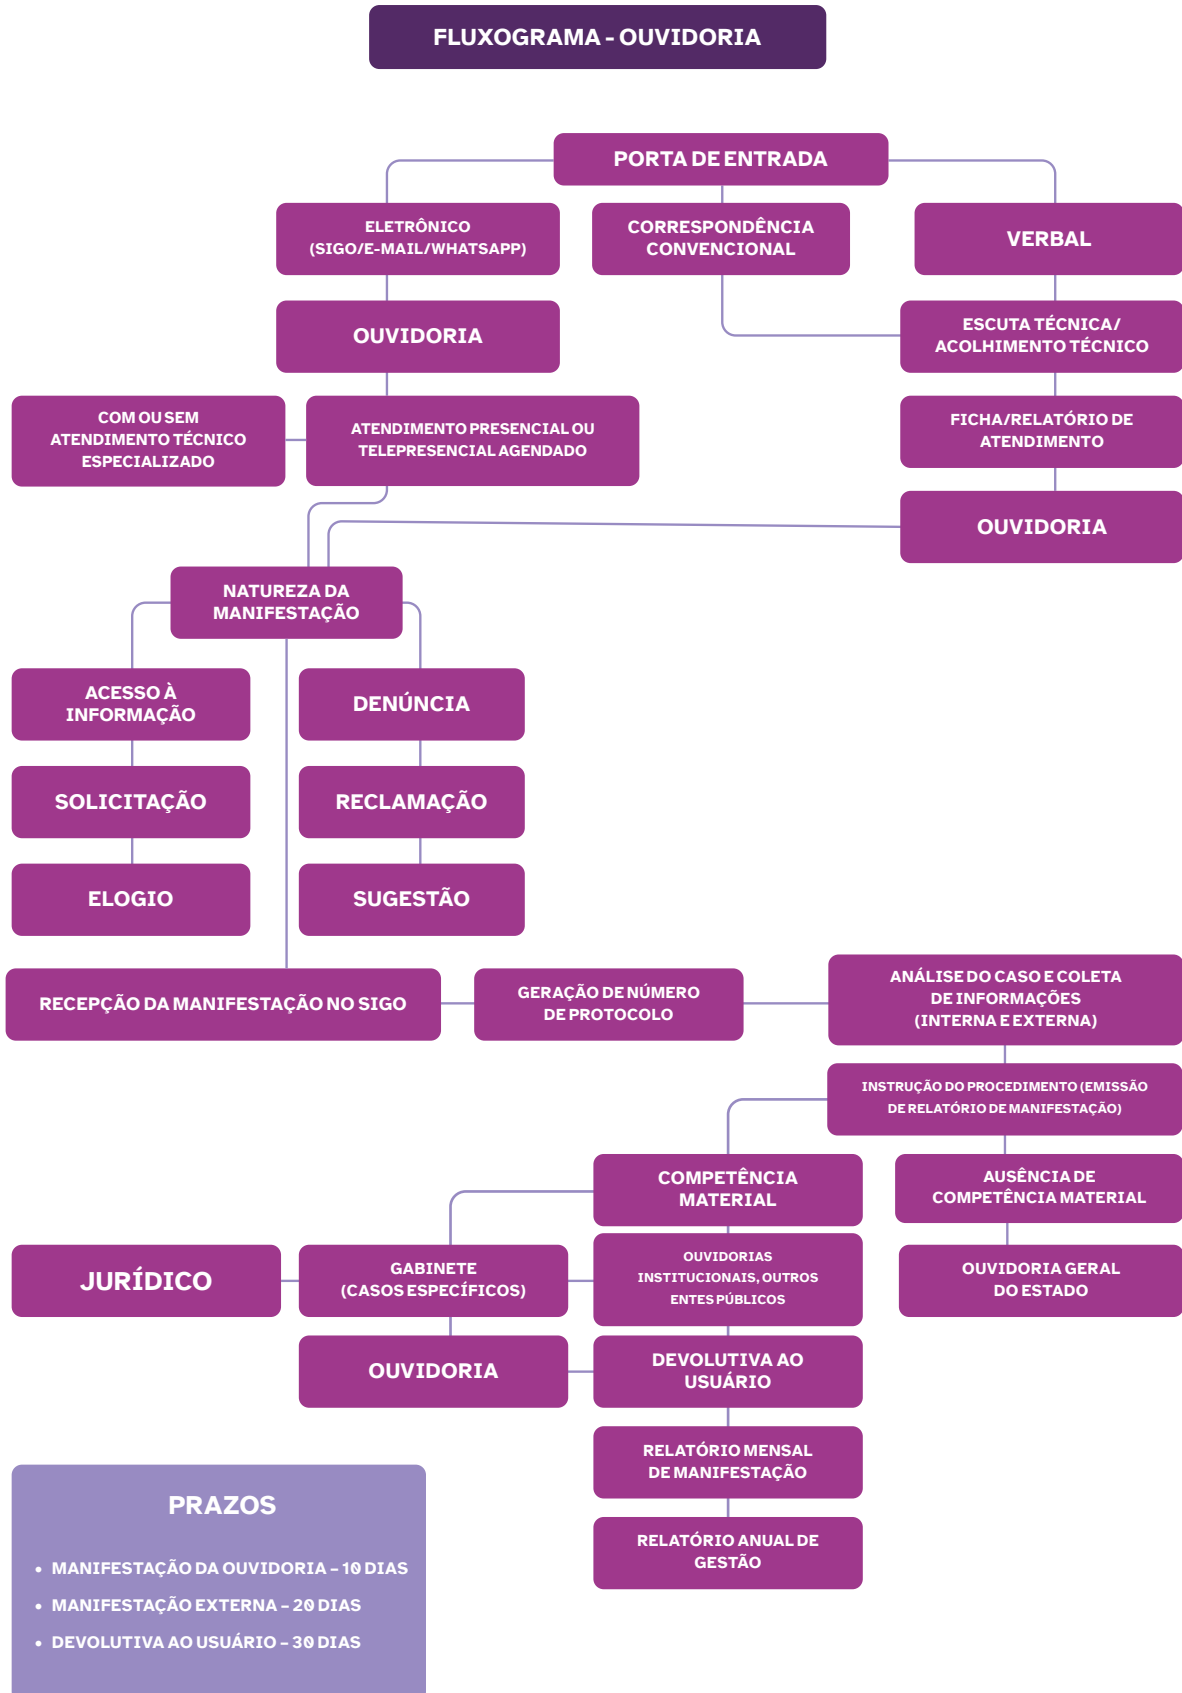 FLUXOGRAMA - OUVIDORIA
PORTA DE ENTRADA
ELETRÔNICO
(SIGO/E-MAIL/WHATSAPP)
CORRESPONDÊNCIA
CONVENCIONAL
VERBAL
OUVIDORIA
ESCUTA TÉCNICA/
ACOLHIMENTO TÉCNICO
COM OU SEM
ATENDIMENTO TÉCNICO
ESPECIALIZADO
ATENDIMENTO PRESENCIAL OU
TELEPRESENCIAL AGENDADO
FICHA/RELATÓRIO DE
ATENDIMENTO
OUVIDORIA
NATUREZA DA
MANIFESTAÇÃO
ACESSO À
INFORMAÇÃO
DENÚNCIA
SOLICITAÇÃO
RECLAMAÇÃO
ELOGIO
SUGESTÃO
RECEPÇÃO DA MANIFESTAÇÃO NO SIGO
GERAÇÃO DE NÚMERO
DE PROTOCOLO
ANÁLISE DO CASO E COLETA
DE INFORMAÇÕES
(INTERNA E EXTERNA)
INSTRUÇÃO DO PROCEDIMENTO (EMISSÃO
DE RELATÓRIO DE MANIFESTAÇÃO)
COMPETÊNCIA
MATERIAL
AUSÊNCIA DE
COMPETÊNCIA MATERIAL
JURÍDICO
GABINETE
(CASOS ESPECÍFICOS)
OUVIDORIAS
INSTITUCIONAIS, OUTROS
ENTES PÚBLICOS
OUVIDORIA GERAL
DO ESTADO
OUVIDORIA
DEVOLUTIVA AO
USUÁRIO
RELATÓRIO MENSAL
DE MANIFESTAÇÃO
RELATÓRIO ANUAL DE
GESTÃO
PRAZOS
• MANIFESTAÇÃO DA OUVIDORIA – 10 DIAS
• MANIFESTAÇÃO EXTERNA – 20 DIAS
• DEVOLUTIVA AO USUÁRIO – 30 DIAS